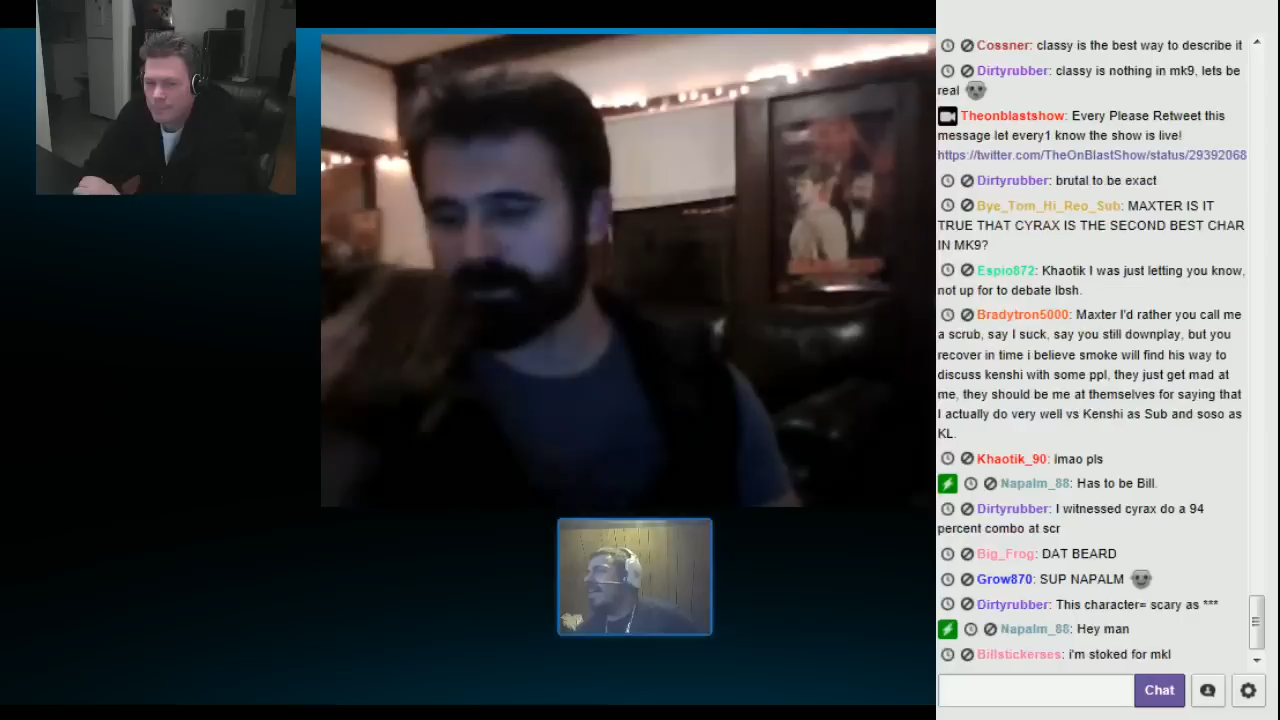 Cossner: classy is the best way to describe it
Dirtyrubber: classy is nothing in mk9, lets be
real
Theonblastshow: Every Please Retweet this
message let every1 know the show is live!
https://twitter.com/TheOnBlastShow/status/29392068
Dirtyrubber: brutal to be exact
Bye_Tom_Hi_Reo_Sub: MAXTER IS IT
TRUE THAT CYRAX IS THE SECOND BEST CHAR
IN MK9?
Espio872: Khaotik I was just letting you know,
not up for to debate lbsh.
Bradytron5000: Maxter I'd rather you call me
a scrub, say I suck, say you still downplay, but you
recover in time i believe smoke will find his way to
discuss kenshi with some ppl, they just get mad at
me, they should be me at themselves for saying that
I actually do very well vs Kenshi as Sub and soso as
KL.
Khaotik_90: lmao pls
Napalm_88: Has to be Bill.
Dirtyrubber: I witnessed cyrax do a 94
percent combo at scr
Big_Frog: DAT BEARD
Grow870: SUP NAPALM
Dirtyrubber: This character= scary as ***
Napalm_88: Hey man
Billstickerses: i'm stoked for mkl
Chat